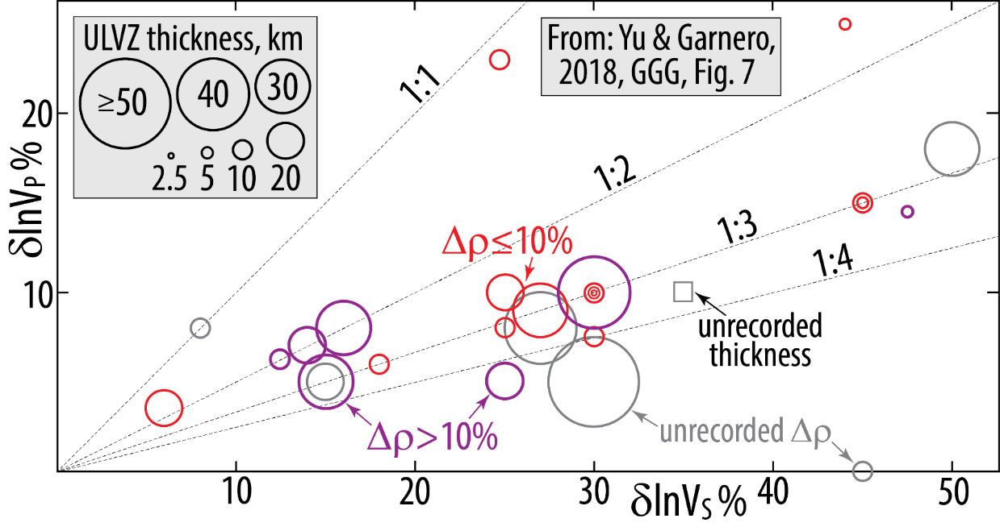 ULVZ thickness, km
≥50
40
30
2.5
5
10
20
From: Yu & Garnero,
2018, GGG, Fig. 7
1:1
1:2
1:3
1:4
Δρ≤10%
Δρ>10%
unrecorded
thickness
unrecorded Δρ
20
10
δlnVP%
10
20
30
40
50
δlnVS %